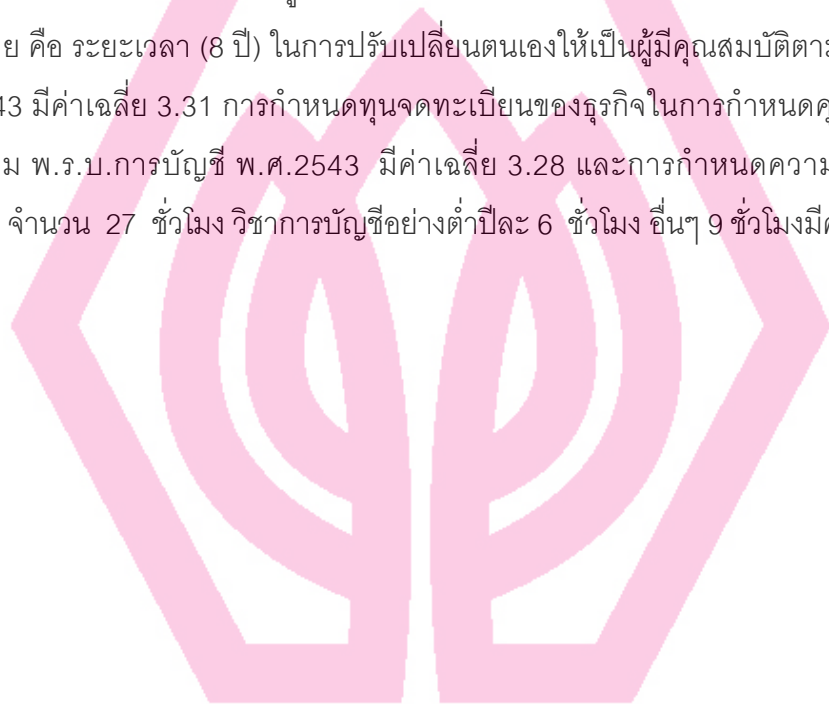 ย คือ ระยะเวลา (8 ปี) ในการปรับเปลี่ยนตนเองให้เป็นผู้มีคุณสมบัติตาม
43 มีค่าเฉลี่ย 3.31 การกำหนดทุนจดทะเบียนของธุรกิจในการกำหนดคุ
ม พ.ร.บ.การบัญชี พ.ศ.2543 มีค่าเฉลี่ย 3.28 และการกำหนดความ
จำนวน 27 ชั่วโมง วิชาการบัญชีอย่างต่ำปีละ 6 ชั่วโมง อื่นๆ 9 ชั่วโมงมีค